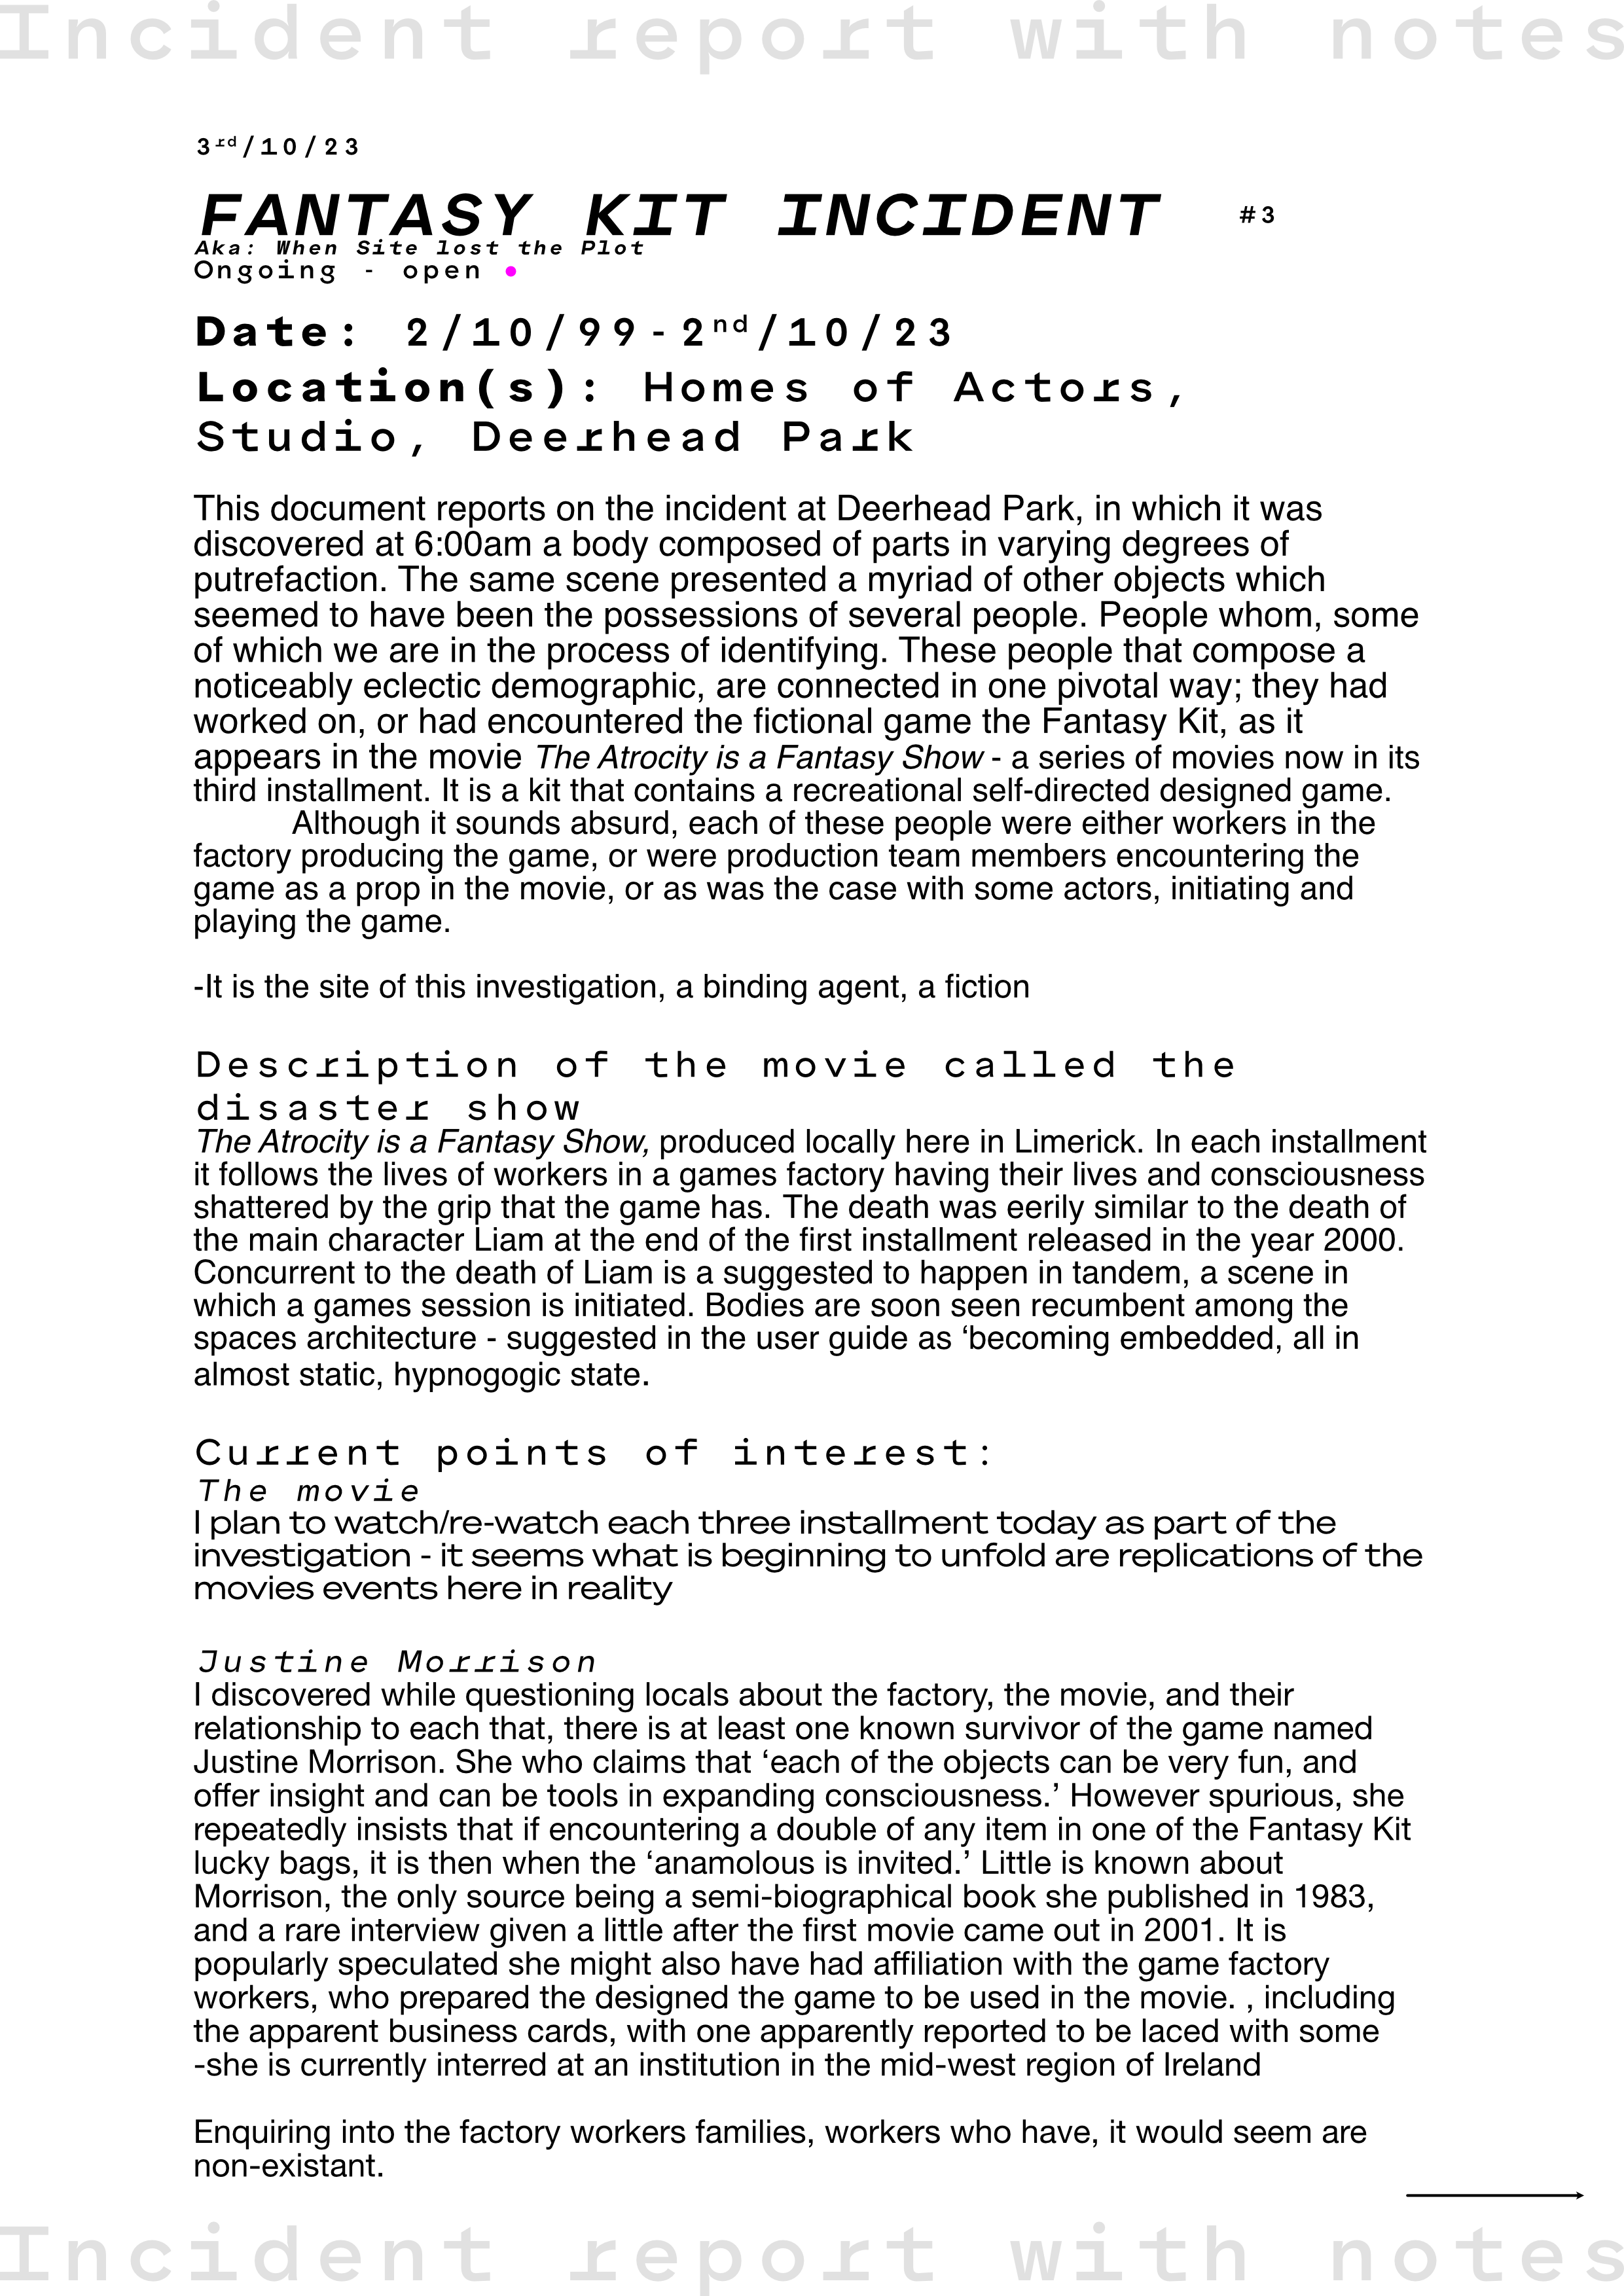 Incident report with notes
3rd/10/23
FANTASY KIT INCIDENT #3
Aka: When Site lost the Plot
Ongoing - open
Date: 2/10/99-2nd/10/23
Location(s): Homes of Actors,
Studio, Deerhead Park
This document reports on the incident at Deerhead Park, in which it was
discovered at 6:00am a body composed of parts in varying degrees of
putrefaction. The same scene presented a myriad of other objects which
seemed to have been the possessions of several people. People whom, some
of which we are in the process of identifying. These people that compose a
noticeably eclectic demographic, are connected in one pivotal way; they had
worked on, or had encountered the fictional game the Fantasy Kit, as it
appears in the movie The Atrocity is a Fantasy Show - a series of movies now in its
third installment. It is a kit that contains a recreational self-directed designed game.
Although it sounds absurd, each of these people were either workers in the
factory producing the game, or were production team members encountering the
game as a prop in the movie, or as was the case with some actors, initiating and
playing the game.
-It is the site of this investigation, a binding agent, a fiction
Description of the movie called the
disaster show
The Atrocity is a Fantasy Show, produced locally here in Limerick. In each installment
it follows the lives of workers in a games factory having their lives and consciousness
shattered by the grip that the game has. The death was eerily similar to the death of
the main character Liam at the end of the first installment released in the year 2000.
Concurrent to the death of Liam is a suggested to happen in tandem, a scene in
which a games session is initiated. Bodies are soon seen recumbent among the
spaces architecture - suggested in the user guide as ‘becoming embedded, all in
almost static, hypnogogic state.
Current points of interest:
The movie
I plan to watch/re-watch each three installment today as part of the
investigation - it seems what is beginning to unfold are replications of the
movies events here in reality
Justine Morrison
I discovered while questioning locals about the factory, the movie, and their
relationship to each that, there is at least one known survivor of the game named
Justine Morrison. She who claims that ‘each of the objects can be very fun, and
offer insight and can be tools in expanding consciousness.’ However spurious, she
repeatedly insists that if encountering a double of any item in one of the Fantasy Kit
lucky bags, it is then when the ‘anamolous is invited.’ Little is known about
Morrison, the only source being a semi-biographical book she published in 1983,
and a rare interview given a little after the first movie came out in 2001. It is
popularly speculated she might also have had affiliation with the game factory
workers, who prepared the designed the game to be used in the movie. , including
the apparent business cards, with one apparently reported to be laced with some
-she is currently interred at an institution in the mid-west region of Ireland
Enquiring into the factory workers families, workers who have, it would seem are
non-existant.
Incident report with notes